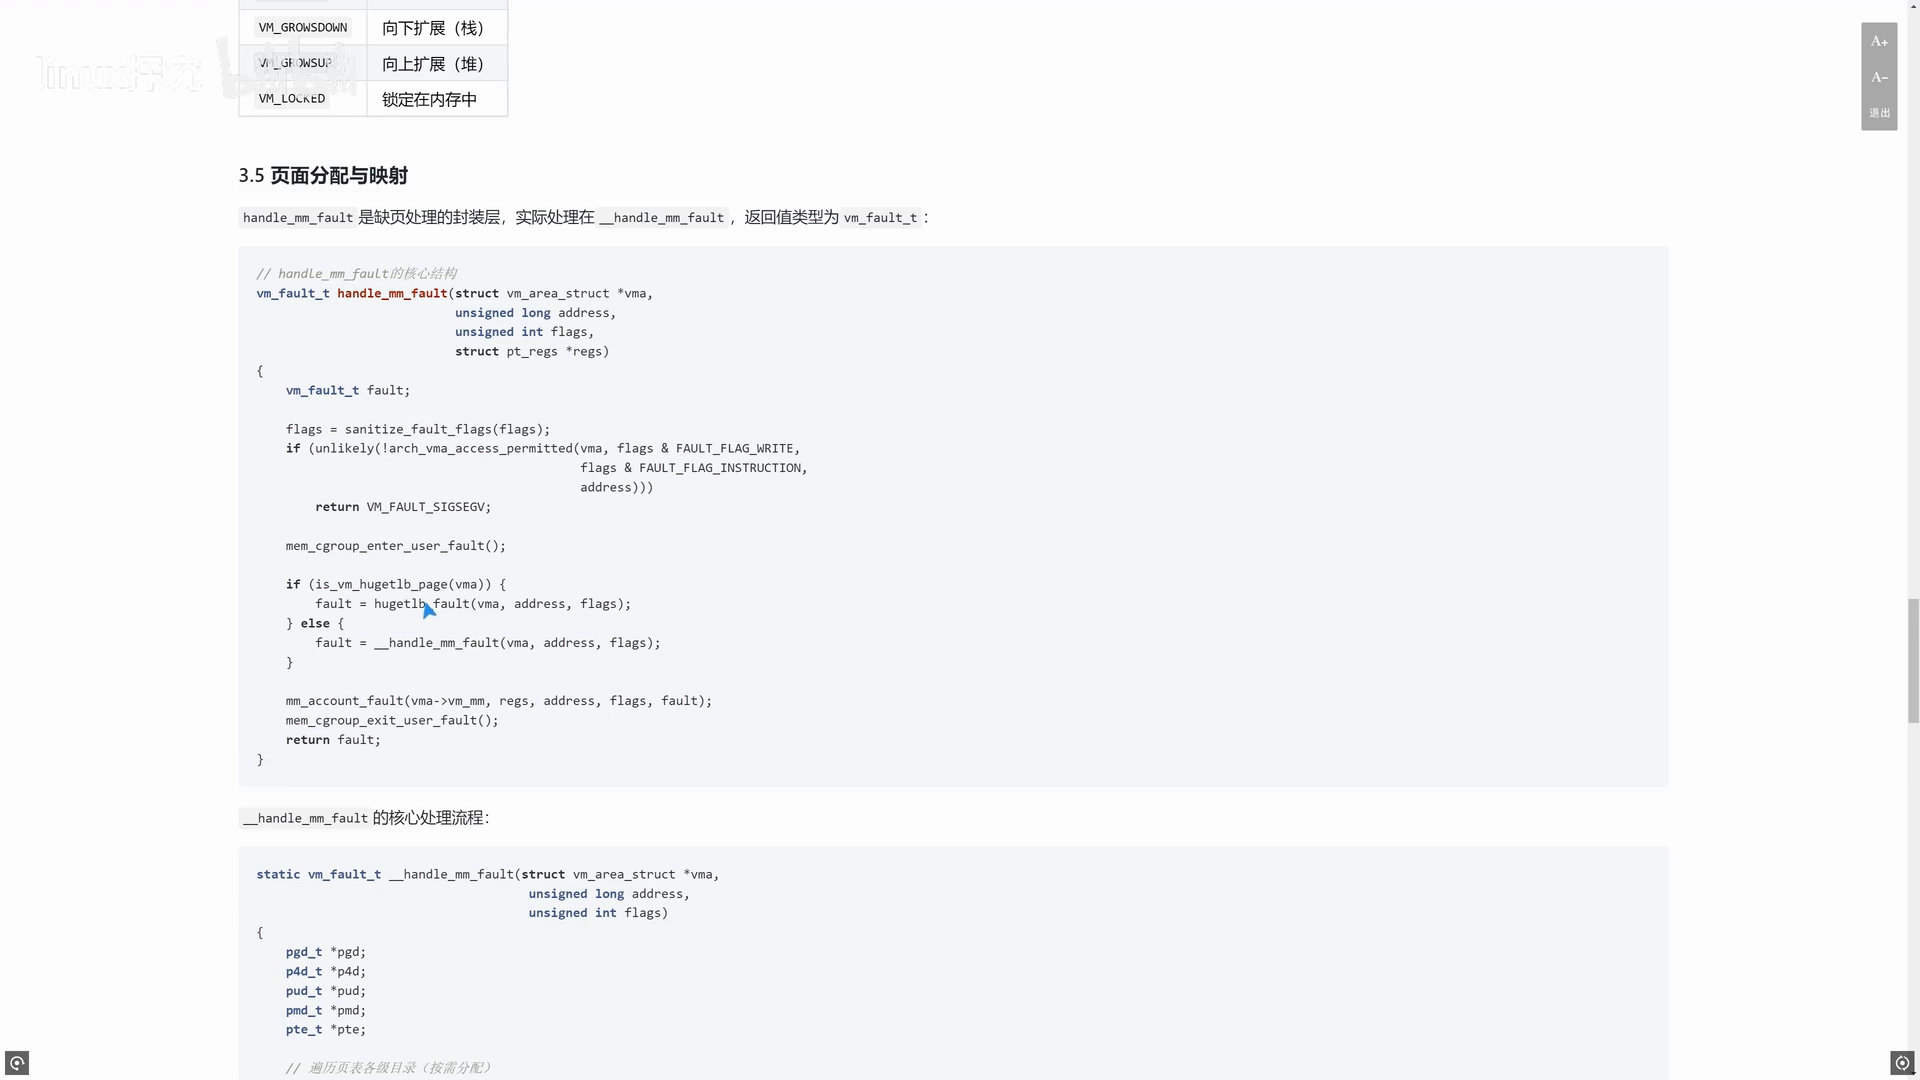 VM_GROWSDOWN 向下扩展（栈）
VM_GROWSUP 向上扩展（堆）
VM_LOCKED 锁定在内存中
linux探究
A+
A-
退出
3.5 页面分配与映射
handle_mm_fault 是缺页处理的封装层，实际处理在 __handle_mm_fault ，返回值类型为 vm_fault_t ：
// handle_mm_fault的核心结构
vm_fault_t handle_mm_fault(struct vm_area_struct *vma,
unsigned long address,
unsigned int flags,
struct pt_regs *regs)
{
vm_fault_t fault;
flags = sanitize_fault_flags(flags);
if (unlikely(!arch_vma_access_permitted(vma, flags & FAULT_FLAG_WRITE,
flags & FAULT_FLAG_INSTRUCTION,
address)))
return VM_FAULT_SIGSEGV;
mem_cgroup_enter_user_fault();
if (is_vm_hugetlb_page(vma)) {
fault = hugetlb_fault(vma, address, flags);
} else {
fault = __handle_mm_fault(vma, address, flags);
}
mm_account_fault(vma->vm_mm, regs, address, flags, fault);
mem_cgroup_exit_user_fault();
return fault;
}
__handle_mm_fault 的核心处理流程：
static vm_fault_t __handle_mm_fault(struct vm_area_struct *vma,
unsigned long address,
unsigned int flags)
{
pgd_t *pgd;
p4d_t *p4d;
pud_t *pud;
pmd_t *pmd;
pte_t *pte;
// 遍历页表各级目录（按需分配）